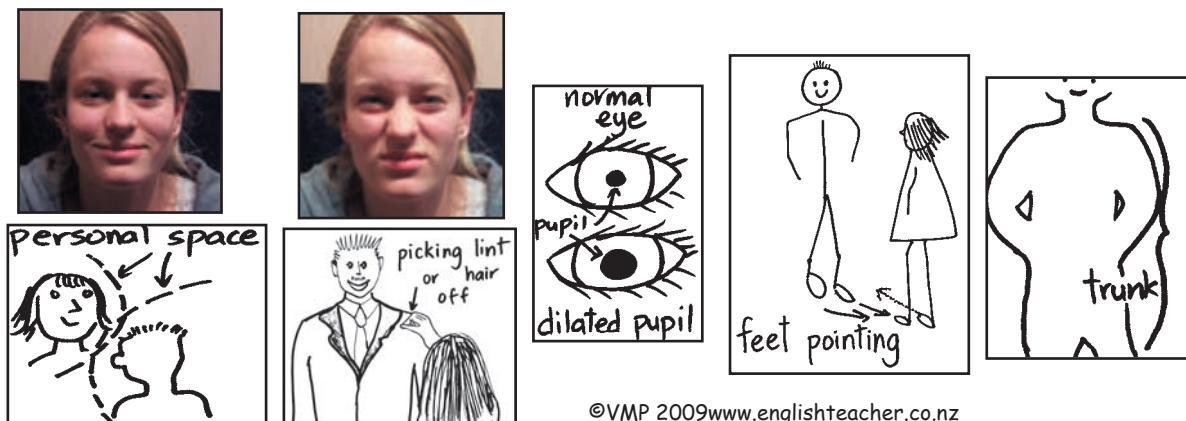 personal space
picking lint
or hair
off
normal
eye
pupil
dilated pupil
feet pointing
trunk
©VMP 2009www.englishteacher.co.nz